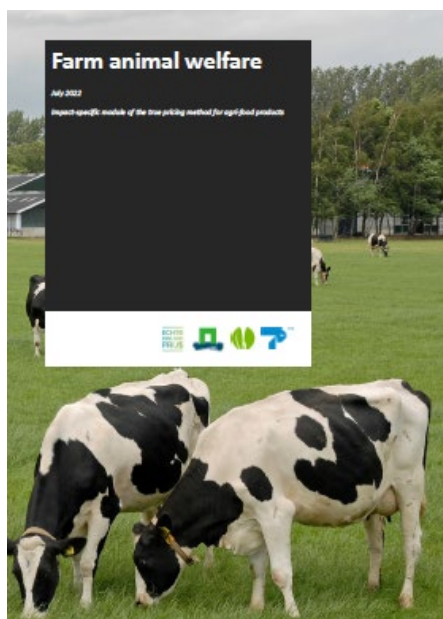 Farm animal welfare
July 2022
Impact-specific module of the true pricing method for agri-food products